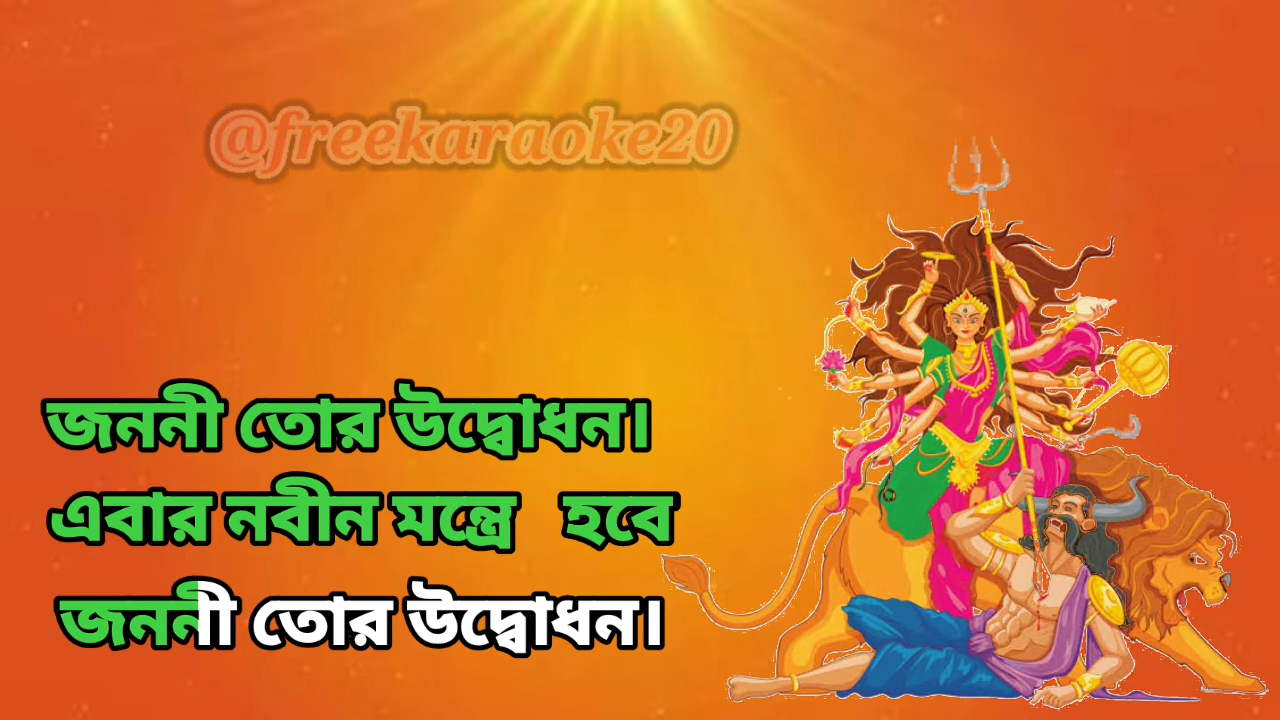 @freekaraoke20
জননী তোর উদ্বোধন।
এবার নবীন মন্ত্রে হবে
জননী তোর উদ্বোধন।